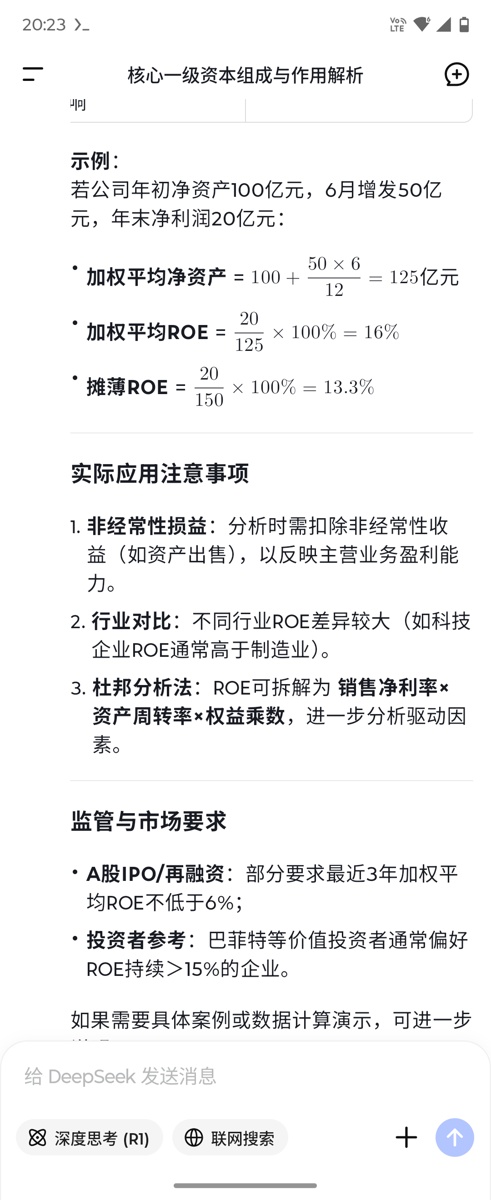 20:23
Vo)) LTE
核心一级资本组成与作用解析
示例：
若公司年初净资产100亿元，6月增发50亿
元，年末净利润20亿元：
• 加权平均净资产 = 100 + \frac{50 × 6}{12} = 125亿元
• 加权平均ROE = \frac{20}{125} × 100% = 16%
• 摊薄ROE = \frac{20}{150} × 100% = 13.3%
实际应用注意事项
1. 非经常性损益：分析时需扣除非经常性收
益（如资产出售），以反映主营业务盈利能
力。
2. 行业对比：不同行业ROE差异较大（如科技
企业ROE通常高于制造业）。
3. 杜邦分析法：ROE可拆解为 销售净利率×
资产周转率×权益乘数，进一步分析驱动因
素。
监管与市场要求
• A股IPO/再融资：部分要求最近3年加权平
均ROE不低于6%；
• 投资者参考：巴菲特等价值投资者通常偏好
ROE持续＞15%的企业。
如果需要具体案例或数据计算演示，可进一步
给 DeepSeek 发送消息
深度思考 (R1)
联网搜索